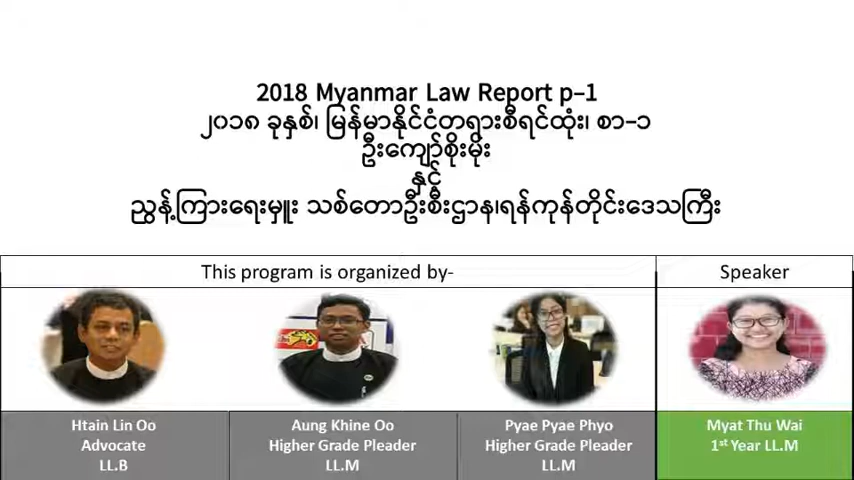 2018 Myanmar Law Report p-1
၂၀၁၈ ခုနှစ်၊ မြန်မာနိုင်ငံတရားစီရင်ထုံး၊ စာ-၁
ဦးကျော်စိုးမိုး
နှင့်
ညွှန့်ကြားရေးမှူး သစ်တောဦးစီးဌာန၊ရန်ကုန်တိုင်းဒေသကြီး
This program is organized by-
Speaker
Htain Lin Oo
Advocate
LL.B
Aung Khine Oo
Higher Grade Pleader
LL.M
Pyae Pyae Phyo
Higher Grade Pleader
LL.M
Myat Thu Wai
1st Year LL.M